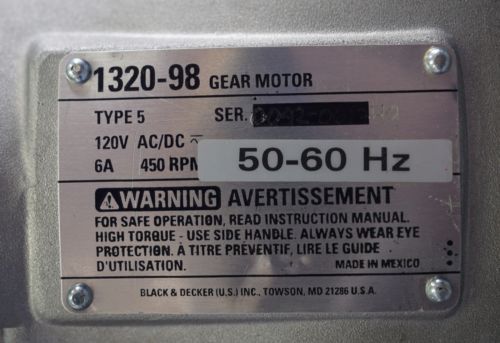 1320-98 GEAR MOTOR
TYPE 5 SER.
120V AC/DC ⎓
6A 450 RPM 50-60 Hz
⚠WARNING AVERTISSEMENT
FOR SAFE OPERATION, READ INSTRUCTION MANUAL.
HIGH TORQUE - USE SIDE HANDLE. ALWAYS WEAR EYE
PROTECTION. À TITRE PRÉVENTIF, LIRE LE GUIDE
D'UTILISATION. MADE IN MEXICO
BLACK & DECKER (U.S.) INC., TOWSON, MD 21286 U.S.A.